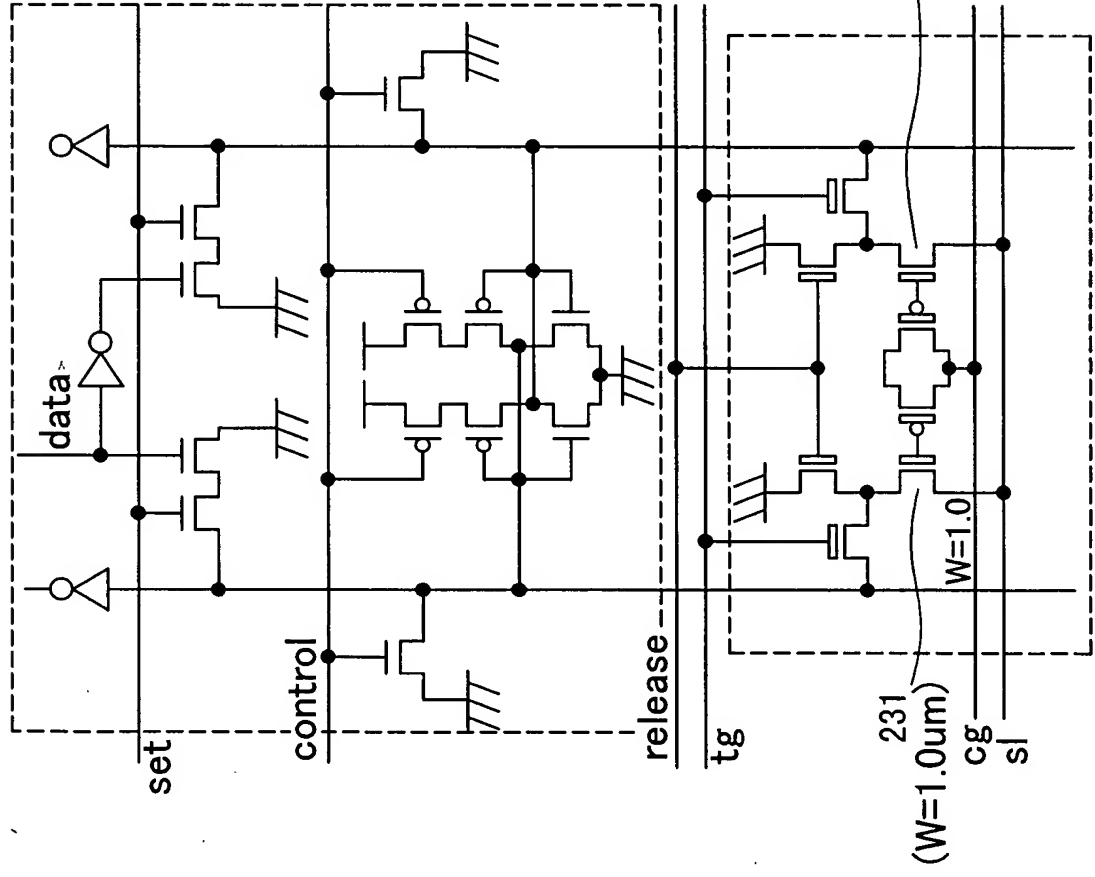 data
set
control
release
tg
W=1.0
231
(W=1.0um)
cg
sl